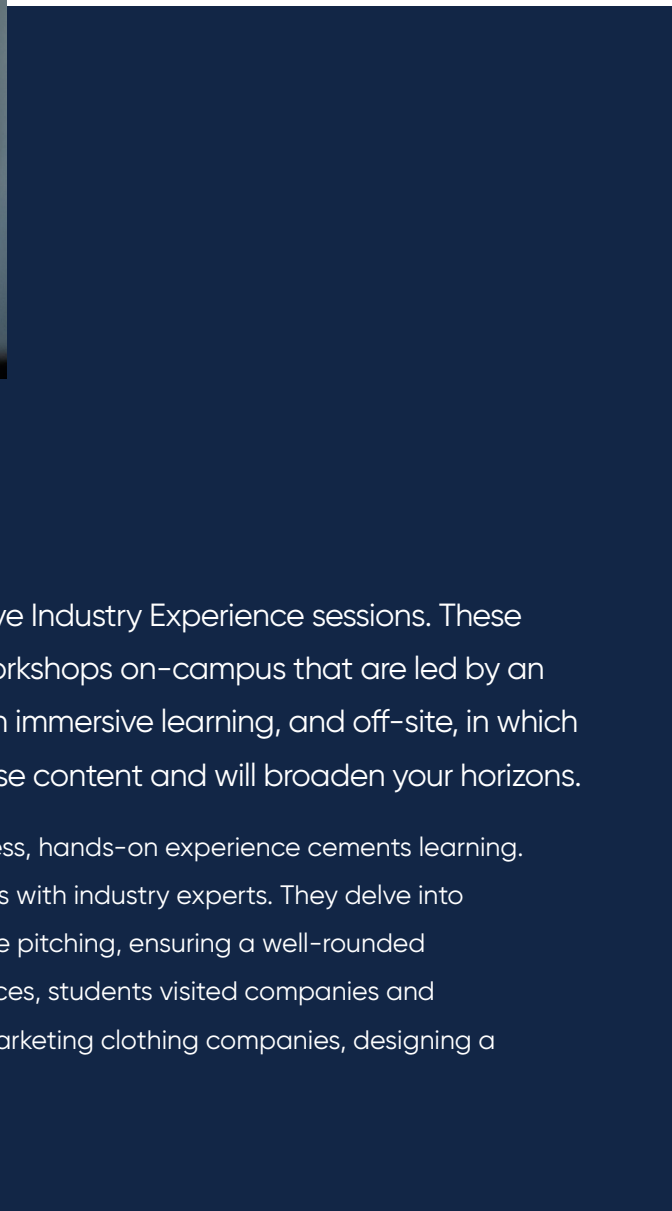 ve Industry Experience sessions. These
orkshops on-campus that are led by an
immersive learning, and off-site, in which
se content and will broaden your horizons.
ess, hands-on experience cements learning.
s with industry experts. They delve into
e pitching, ensuring a well-rounded
ces, students visited companies and
arketing clothing companies, designing a